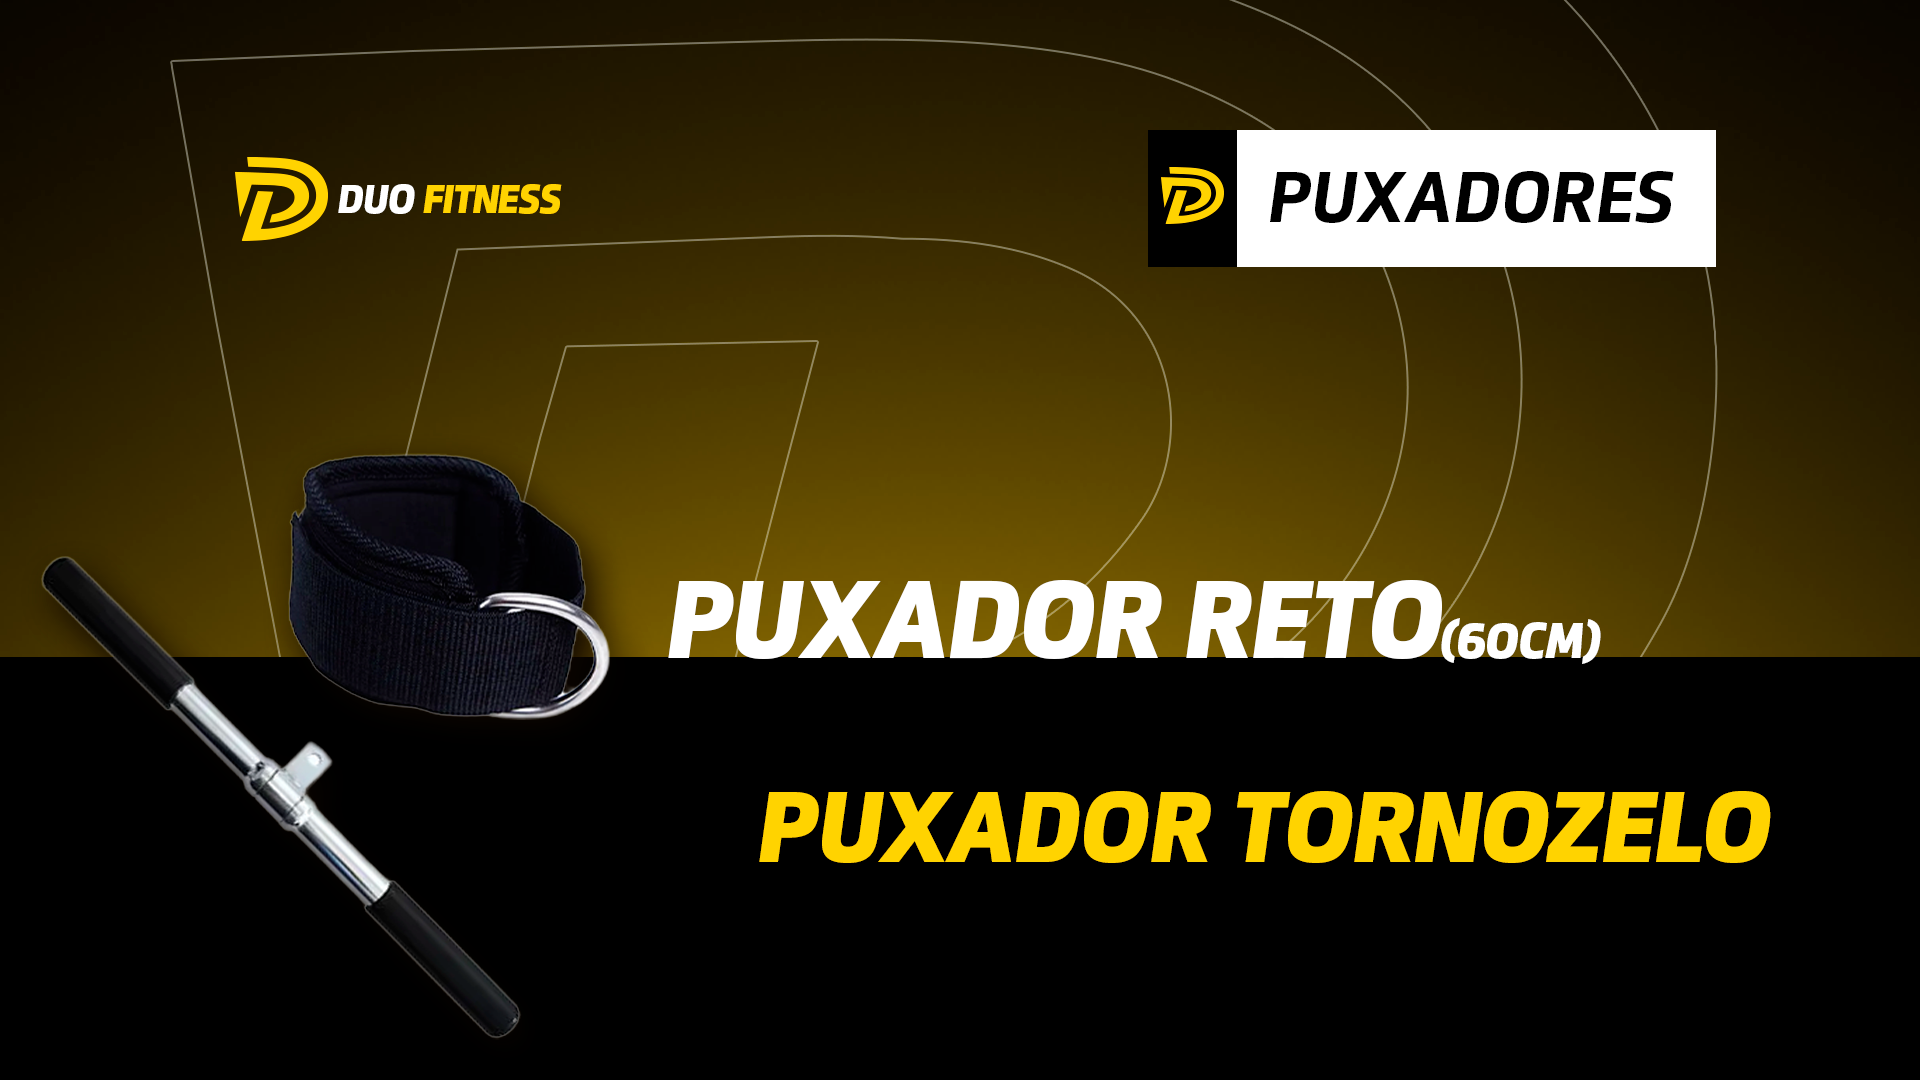 DUO FITNESS
PUXADORES
PUXADOR RETO(60CM)
PUXADOR TORNOZELO